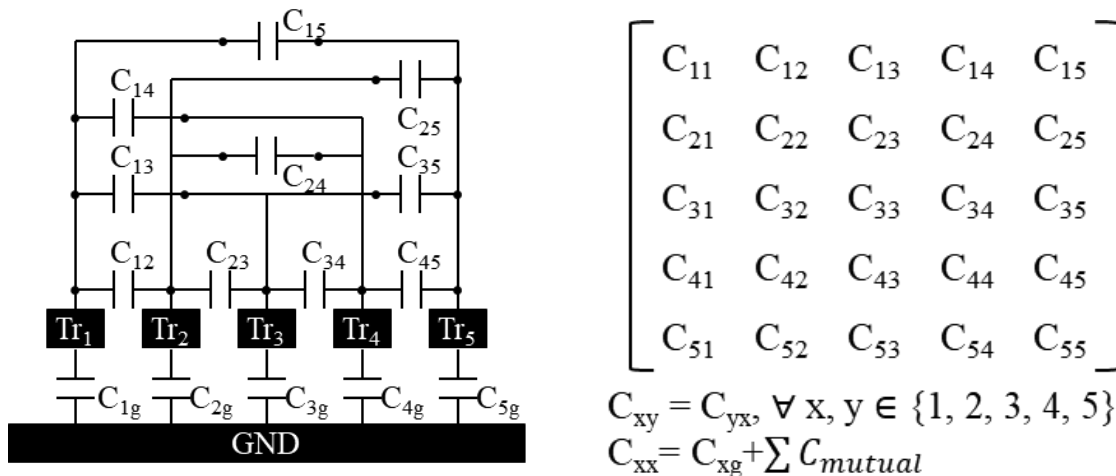 C₁₅
C₁₄
C₂₅
C₁₃
C₂₄
C₃₅
C₁₂
C₂₃
C₃₄
C₄₅
Tr₁ Tr₂ Tr₃ Tr₄ Tr₅
C₁g C₂g C₃g C₄g C₅g
GND
C₁₁ C₁₂ C₁₃ C₁₄ C₁₅
C₂₁ C₂₂ C₂₃ C₂₄ C₂₅
C₃₁ C₃₂ C₃₃ C₃₄ C₃₅
C₄₁ C₄₂ C₄₃ C₄₄ C₄₅
C₅₁ C₅₂ C₅₃ C₅₄ C₅₅
Cxy = Cyx, ∀ x, y ∈ {1, 2, 3, 4, 5}
Cxx= Cxg+∑ Cmutual